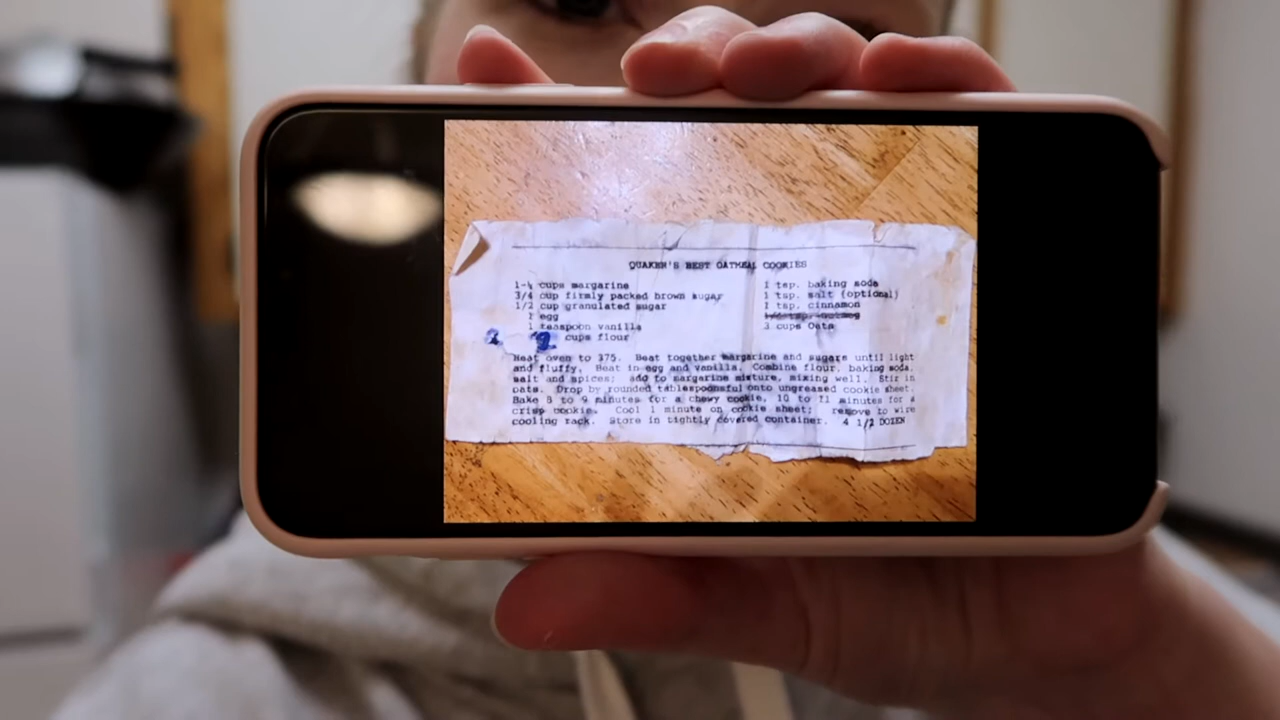 QUAKER'S BEST OATMEAL COOKIES
1-¼ cups margarine
3/4 cup firmly packed brown sugar
1/2 cup granulated sugar
1 egg
1 teaspoon vanilla
cups flour
1 tsp. baking soda
1 tsp. salt (optional)
1 tsp. cinnamon
3 cups Oats
Heat oven to 375. Beat together margarine and sugars until light
and fluffy. Beat in egg and vanilla. Combine flour, baking soda,
salt and spices; add to margarine mixture, mixing well. Stir in
oats. Drop by rounded tablespoonsful onto ungreased cookie sheet.
Bake 8 to 9 minutes for a chewy cookie, 10 to 11 minutes for a
crisp cookie. Cool 1 minute on cookie sheet; remove to wire
cooling rack. Store in tightly covered container. 4 1/2 DOZEN